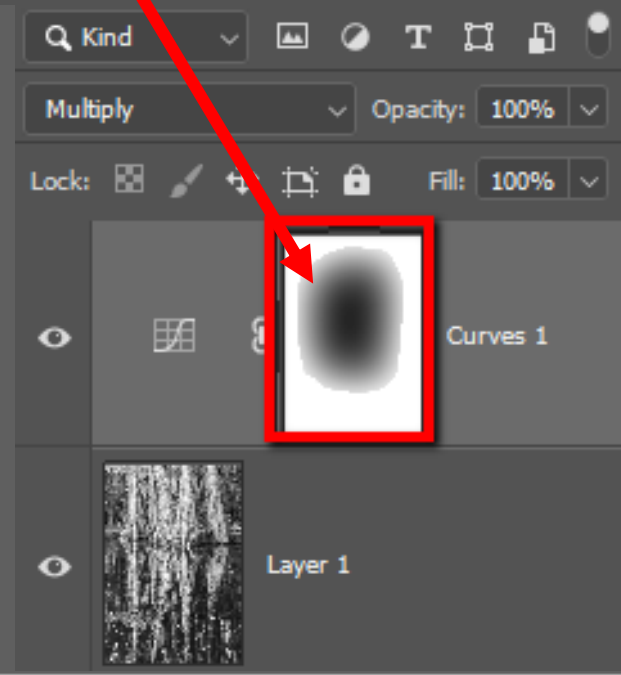 Kind
Multiply Opacity: 100%
Lock: Fill: 100%
Curves 1
Layer 1